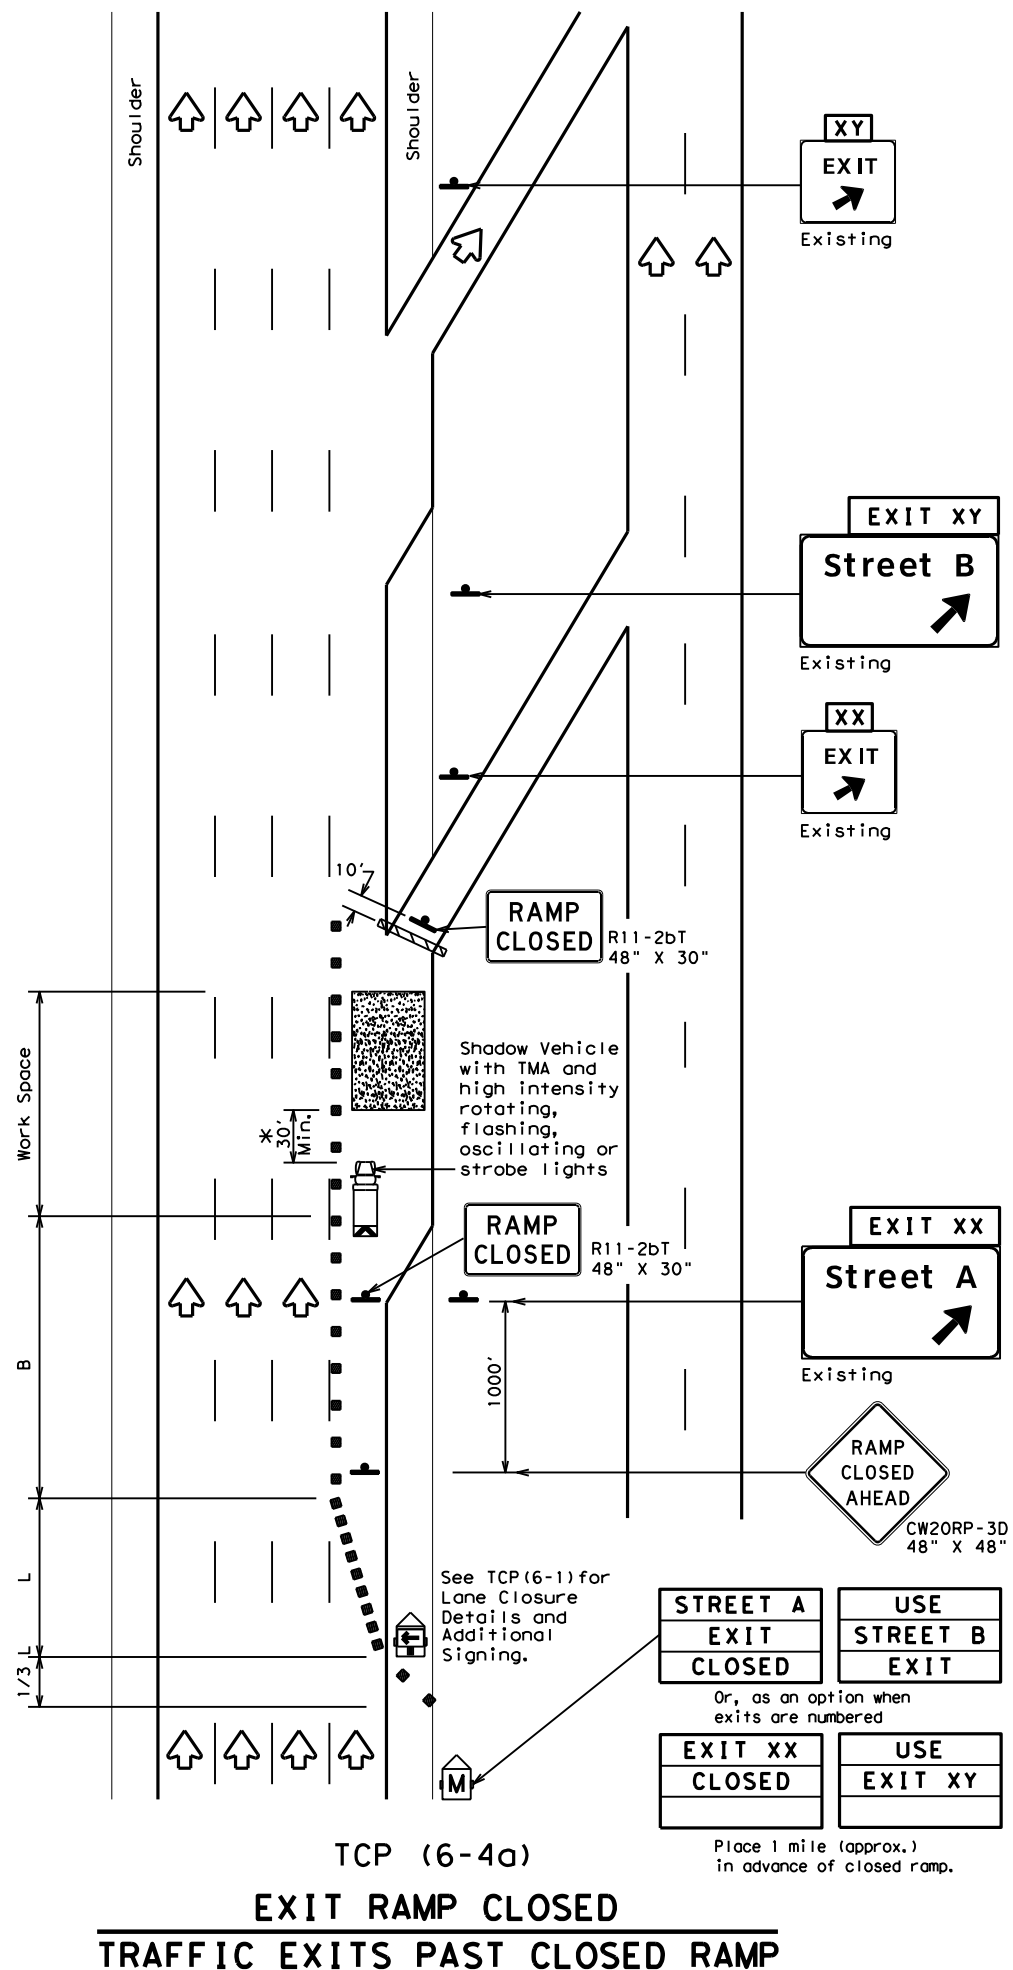 Shoulder
Shoulder
XY
EXIT
Existing
EXIT XY
Street B
Existing
XX
EXIT
Existing
10'
RAMP
CLOSED
R11-2bT
48" X 30"
Work Space
*
30'
Min.
Shadow Vehicle
with TMA and
high intensity
rotating,
flashing,
oscillating or
strobe lights
RAMP
CLOSED
R11-2bT
48" X 30"
EXIT XX
Street A
Existing
B
1000'
RAMP
CLOSED
AHEAD
CW20RP-3D
48" X 48"
L
1/3 L
See TCP(6-1)for
Lane Closure
Details and
Additional
Signing.
STREET A
EXIT
CLOSED
USE
STREET B
EXIT
Or, as an option when
exits are numbered
EXIT XX
CLOSED
USE
EXIT XY
M
Place 1 mile (approx.)
in advance of closed ramp.
TCP (6-4a)
EXIT RAMP CLOSED
TRAFFIC EXITS PAST CLOSED RAMP